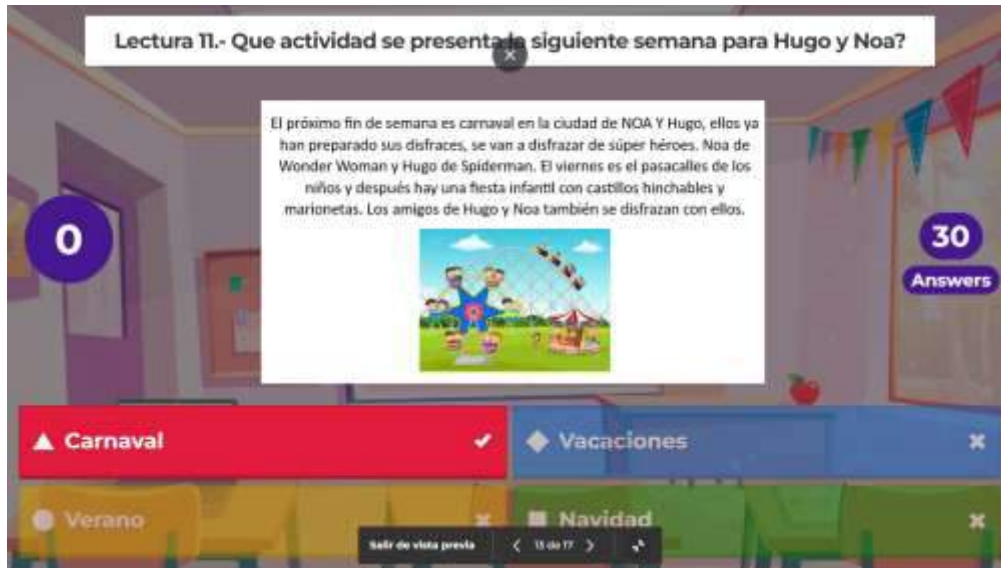 Lectura 11.- Que actividad se presenta la siguiente semana para Hugo y Noa?
El próximo fin de semana es carnaval en la ciudad de NOA Y Hugo, ellos ya
han preparado sus disfraces, se van a disfrazar de súper héroes. Noa de
Wonder Woman y Hugo de Spiderman. El viernes es el pasacalles de los
niños y después hay una fiesta infantil con castillos hinchables y
marionetas. Los amigos de Hugo y Noa también se disfrazan con ellos.
0
30
Answers
Carnaval
Vacaciones
Verano
Navidad
Salir de vista previa
13 de 17